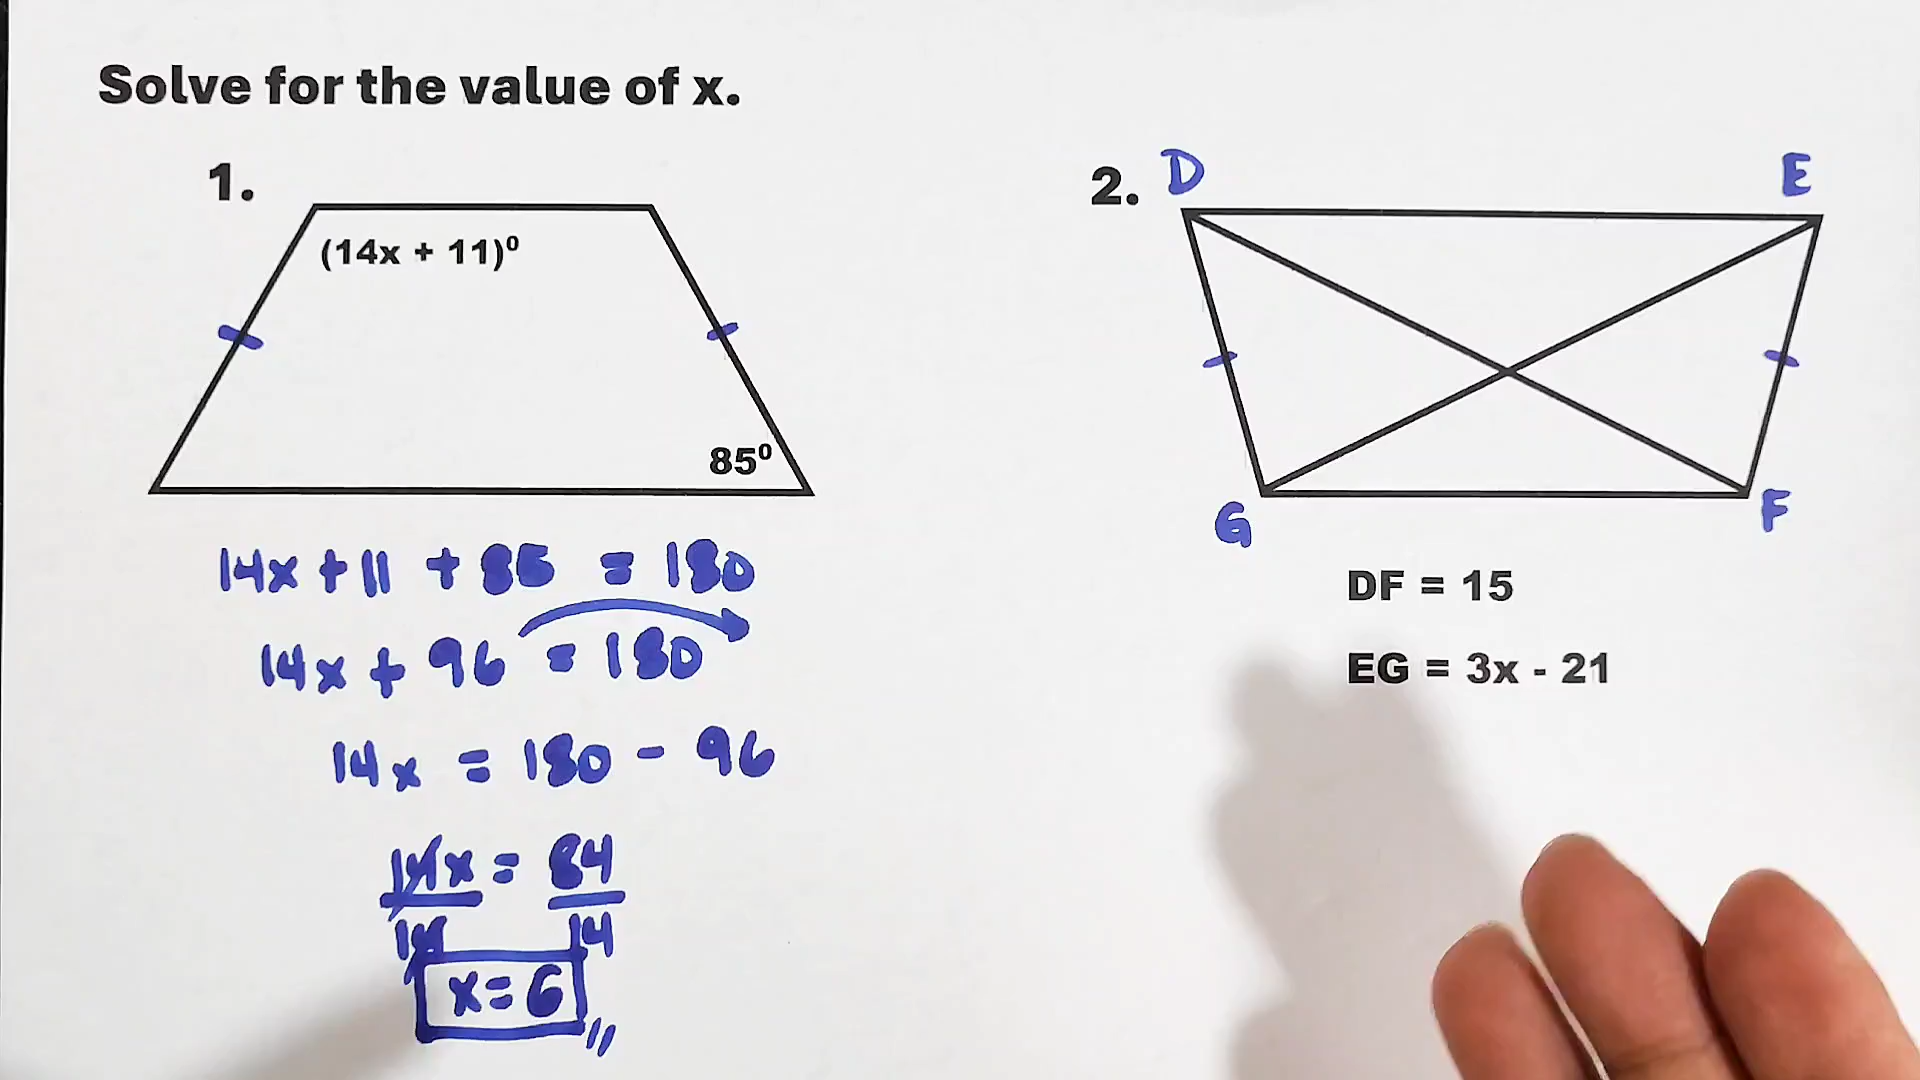 Solve for the value of x.
1.
(14x + 11)⁰
85⁰
14x + 11 + 85 = 180
14x + 96 = 180
14x = 180 - 96
14x = 84
14 14
x = 6
2.
D E
G F
DF = 15
EG = 3x - 21